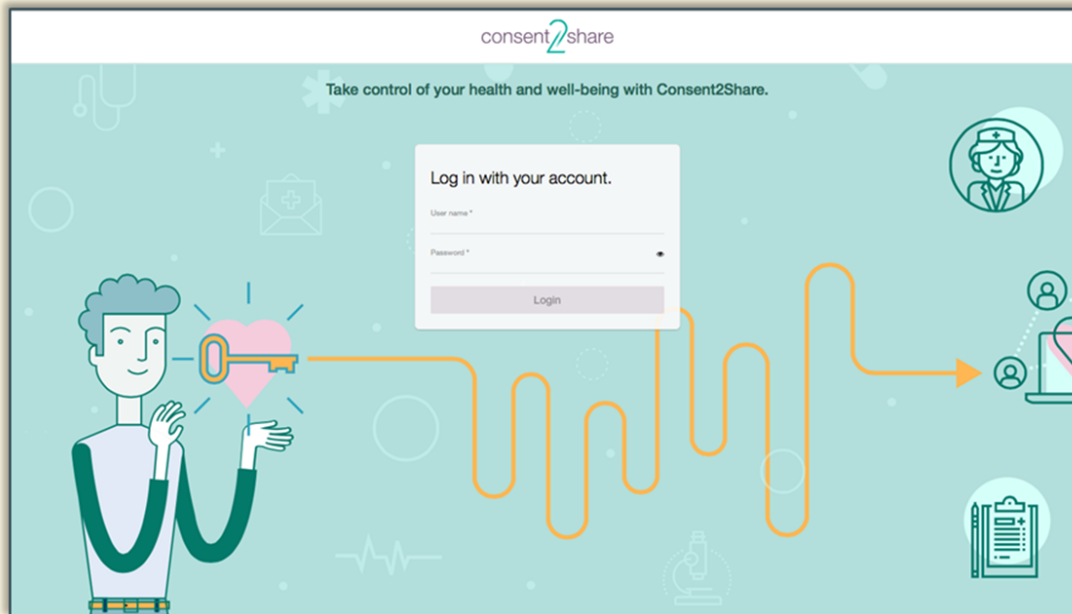 consent2share
Take control of your health and well-being with Consent2Share.
Log in with your account.
User name *
Password *
Login